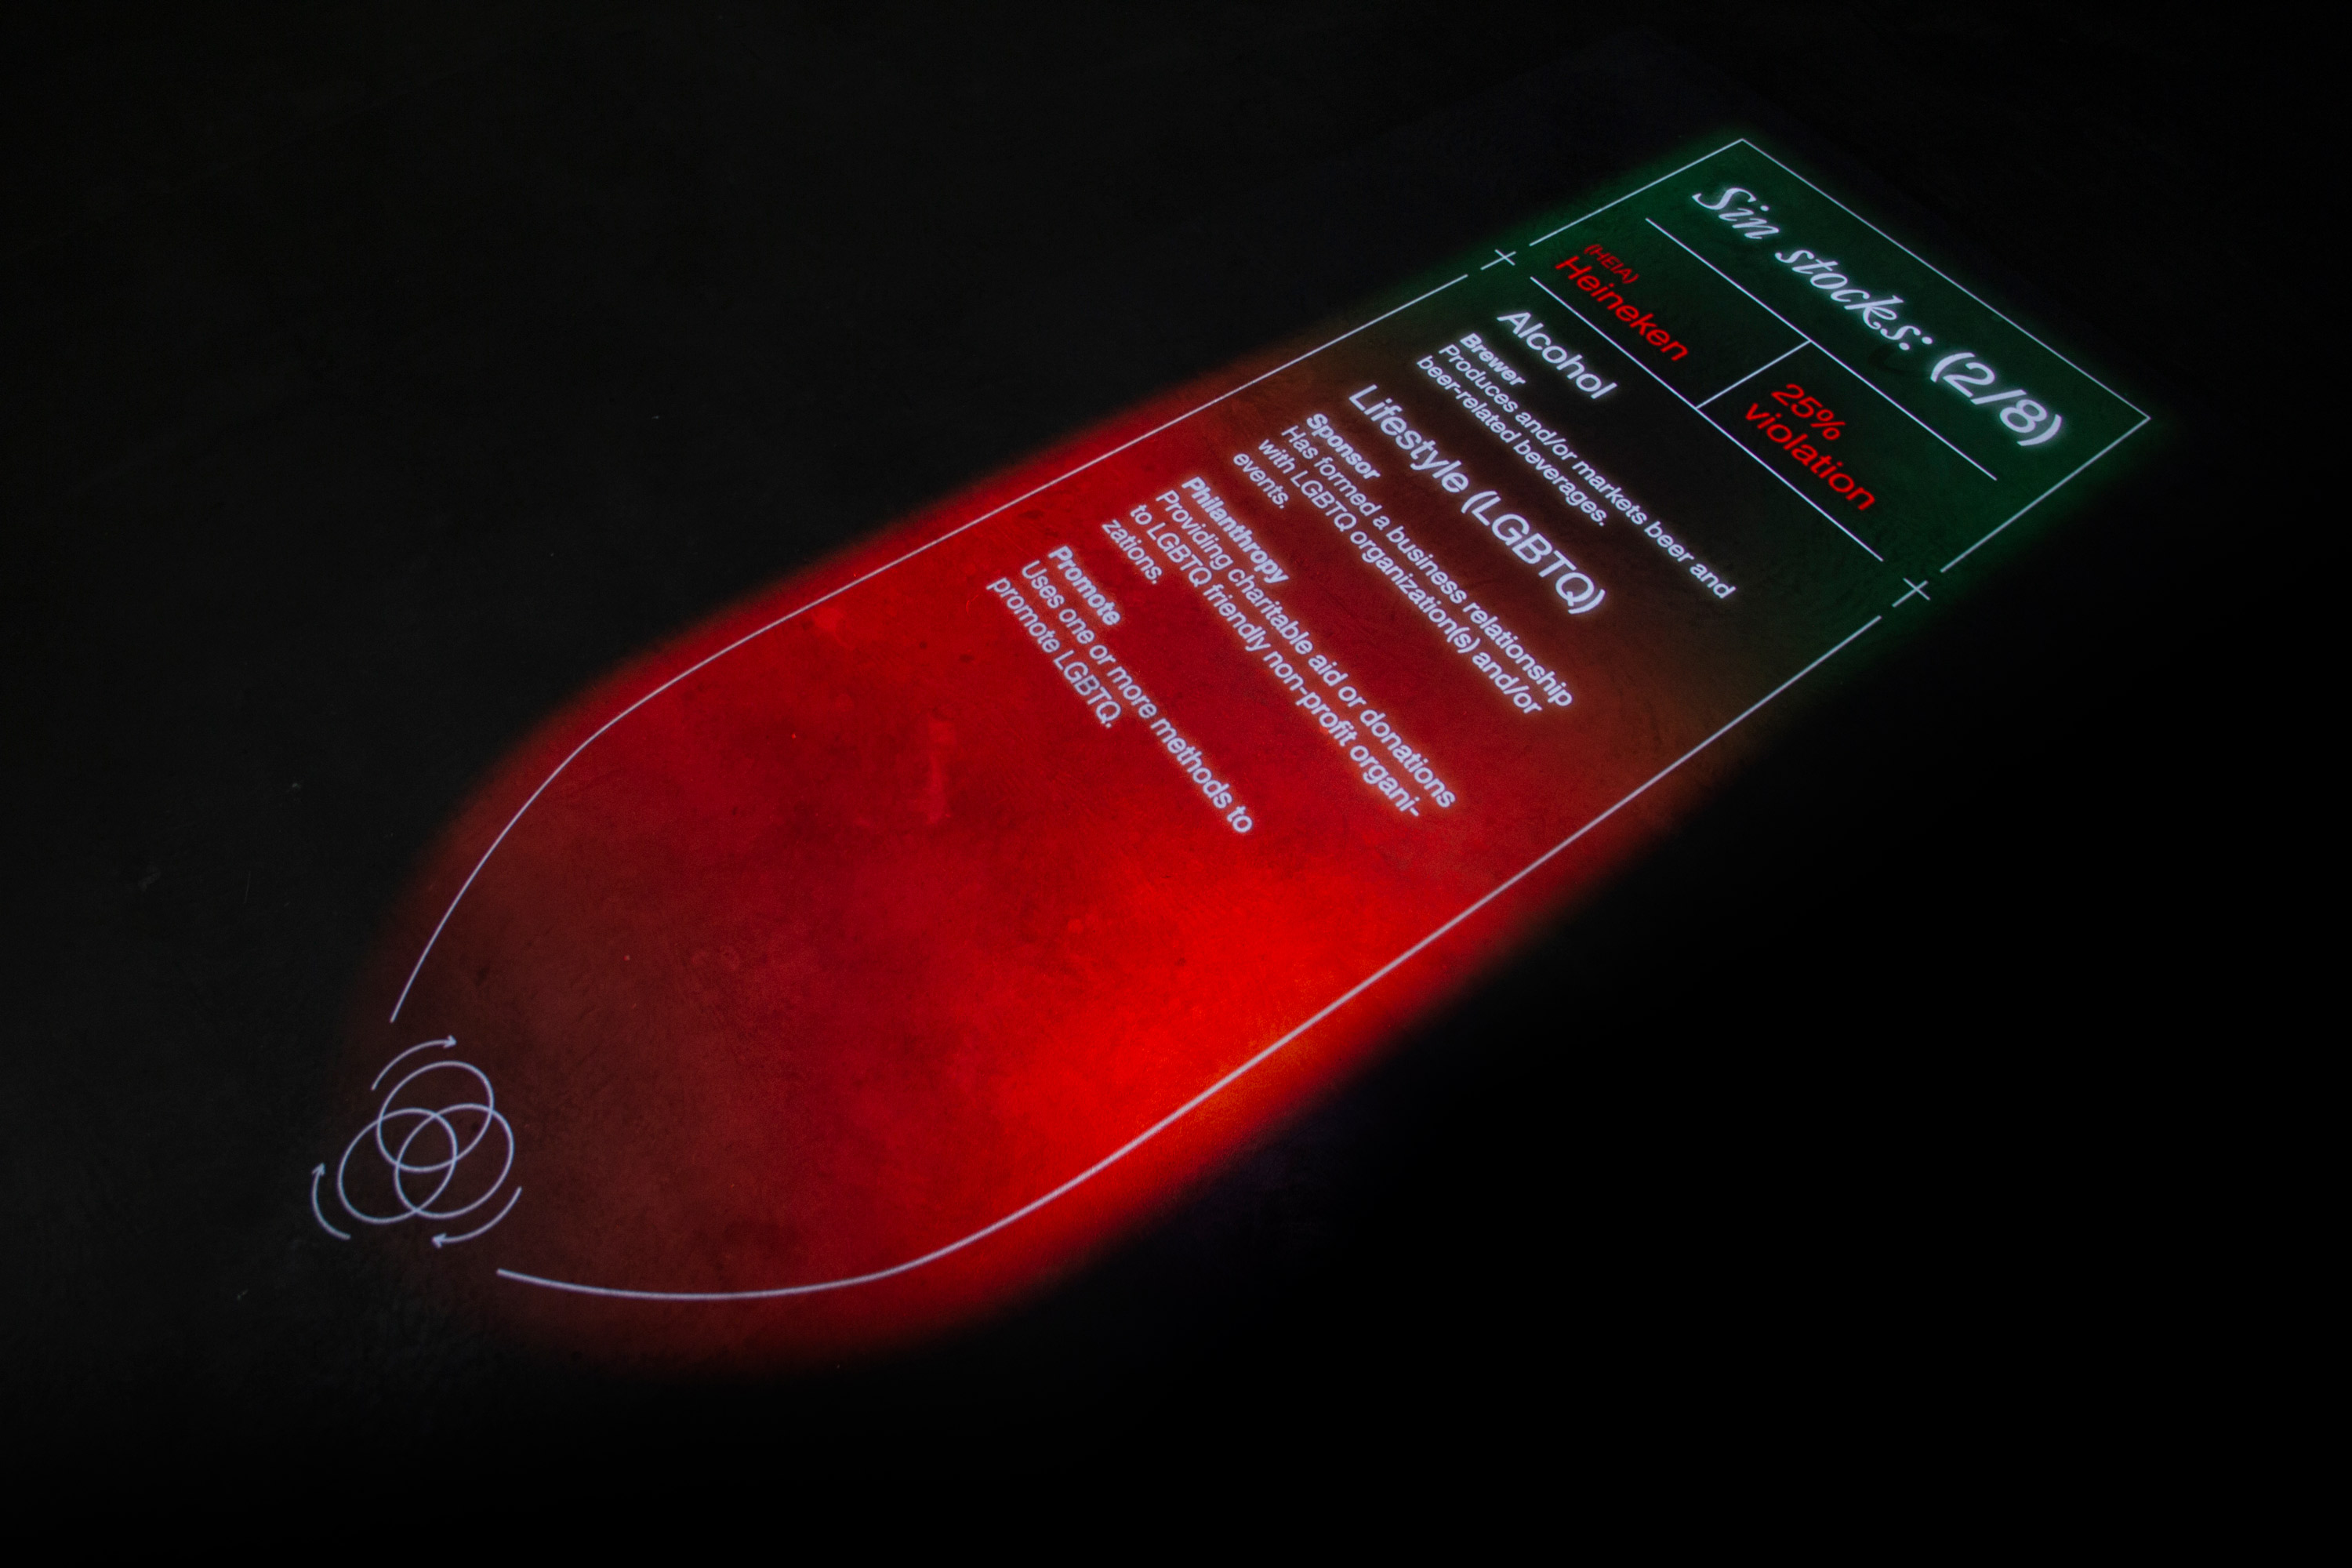 Sin stocks: (2/8)
(HEIA)
Heineken
25%
violation
Alcohol
Brewer
Produces and/or markets beer and
beer-related beverages.
Lifestyle (LGBTQ)
Sponsor
Has formed a business relationship
with LGBTQ organization(s) and/or
events.
Philanthropy
Providing charitable aid or donations
to LGBTQ friendly non-profit organi-
zations.
Promote
Uses one or more methods to
promote LGBTQ.